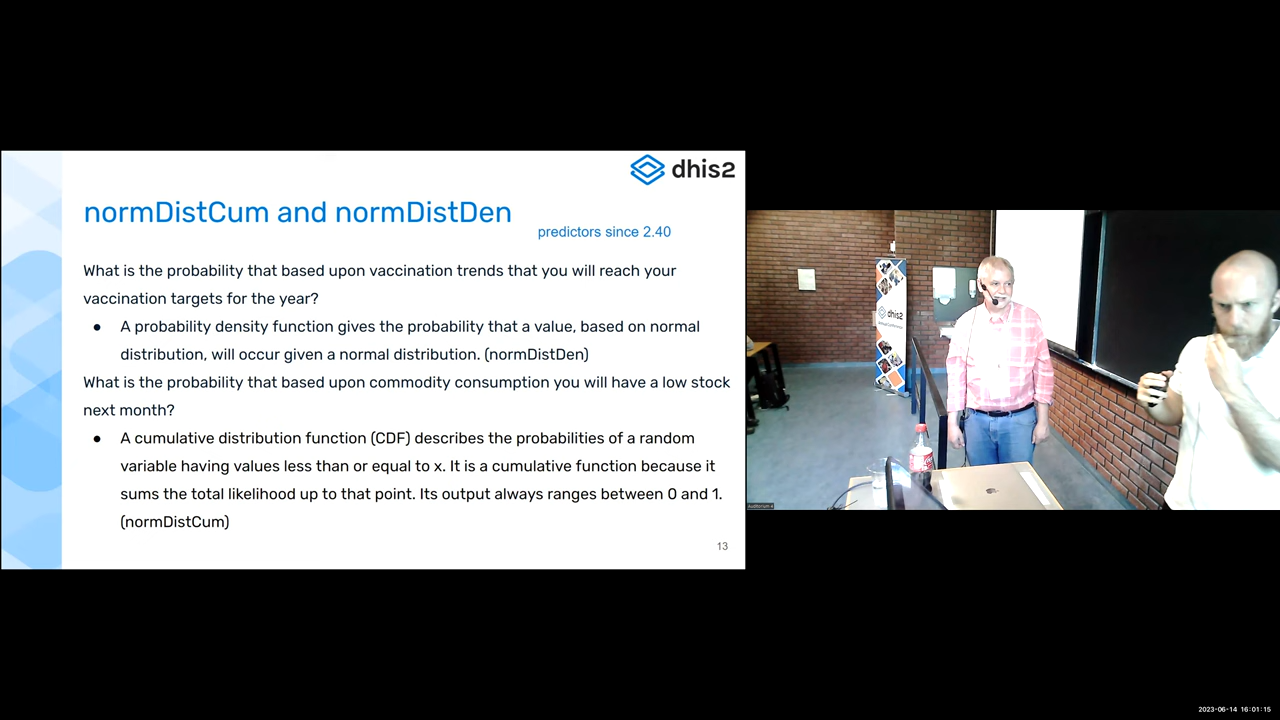 dhis2
normDistCum and normDistDen
predictors since 2.40
What is the probability that based upon vaccination trends that you will reach your
vaccination targets for the year?
● A probability density function gives the probability that a value, based on normal
distribution, will occur given a normal distribution. (normDistDen)
What is the probability that based upon commodity consumption you will have a low stock
next month?
● A cumulative distribution function (CDF) describes the probabilities of a random
variable having values less than or equal to x. It is a cumulative function because it
sums the total likelihood up to that point. Its output always ranges between 0 and 1.
(normDistCum)
13
dhis2
2023-06-14 16:01:15